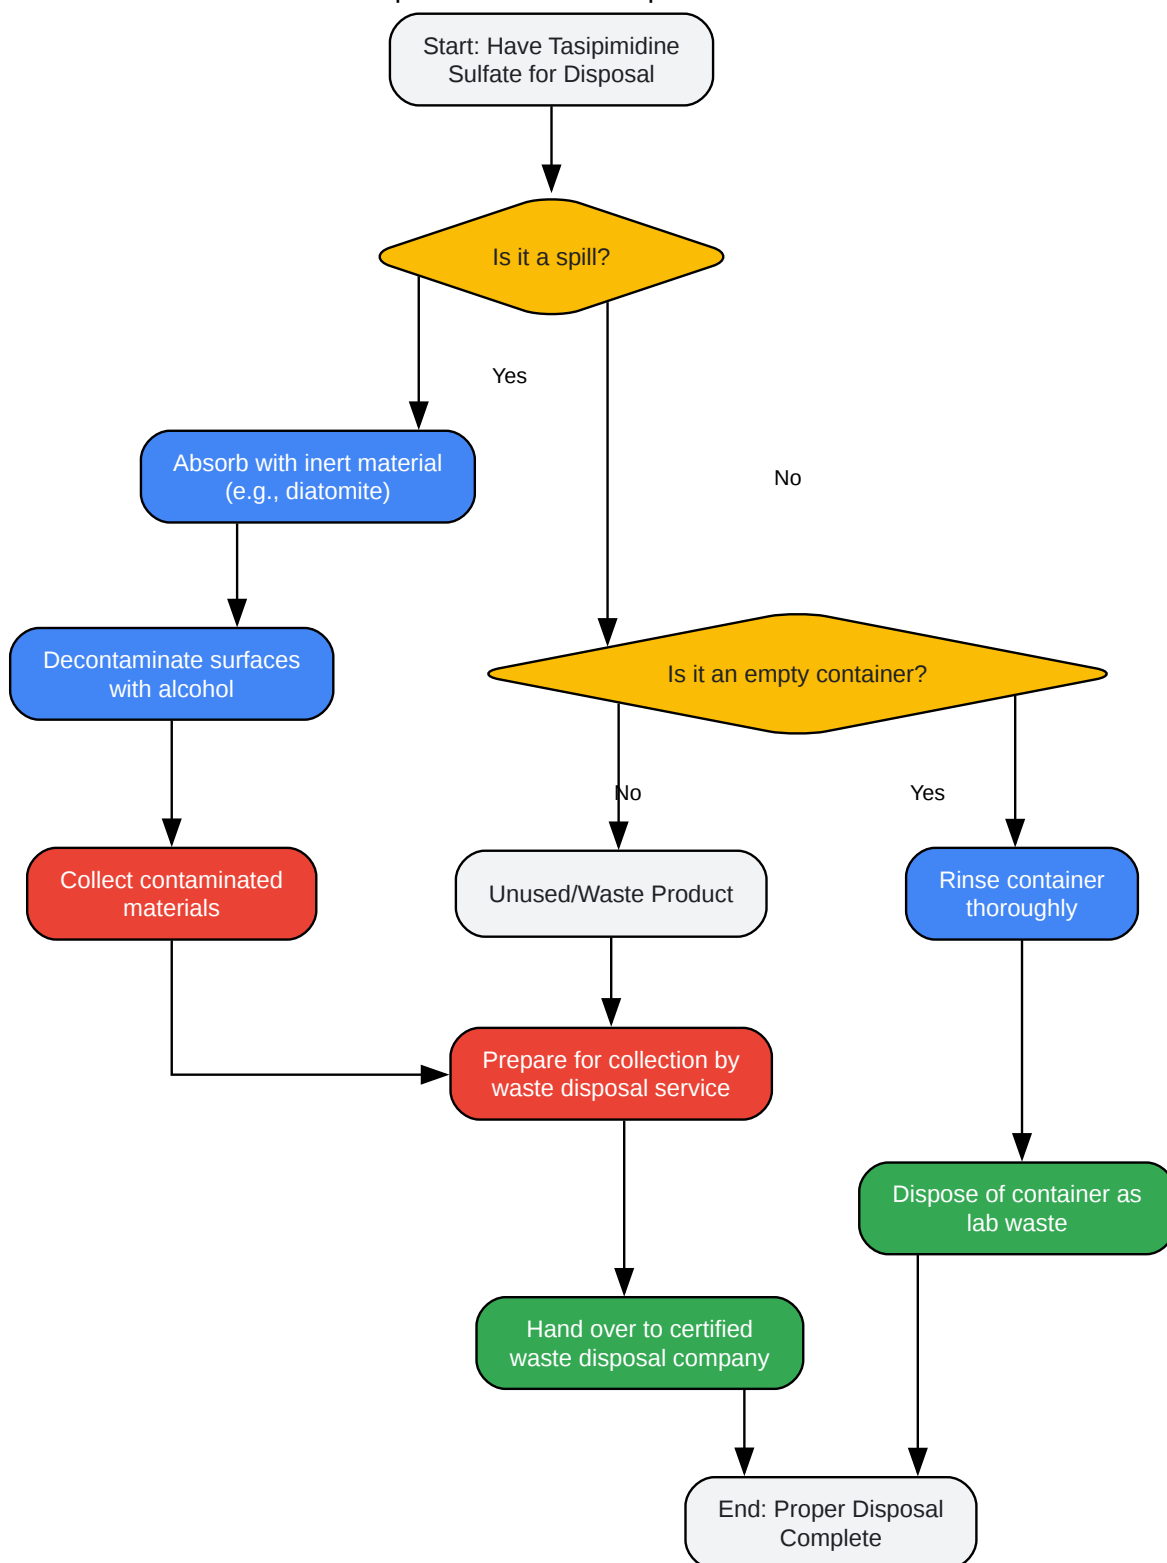 Start: Have Tasipimidine
Sulfate for Disposal
Is it a spill?
Yes
No
Absorb with inert material
(e.g., diatomite)
Decontaminate surfaces
with alcohol
Is it an empty container?
No
Yes
Collect contaminated
materials
Unused/Waste Product
Rinse container
thoroughly
Prepare for collection by
waste disposal service
Dispose of container as
lab waste
Hand over to certified
waste disposal company
End: Proper Disposal
Complete